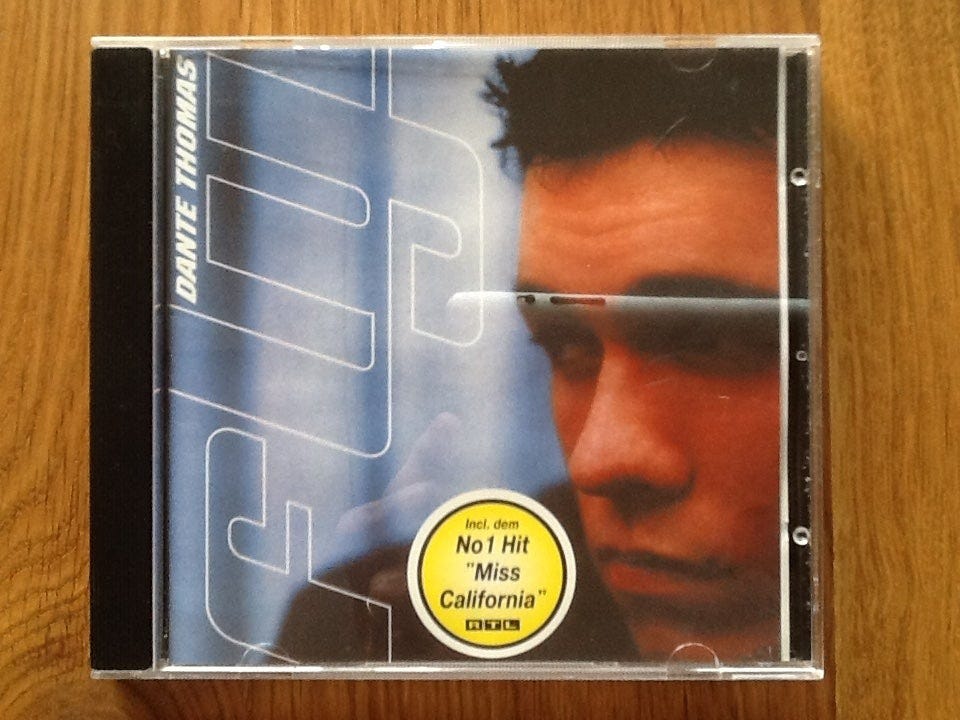 DANTE THOMAS
Fly
Incl. dem
No1 Hit
"Miss
California"
RTL